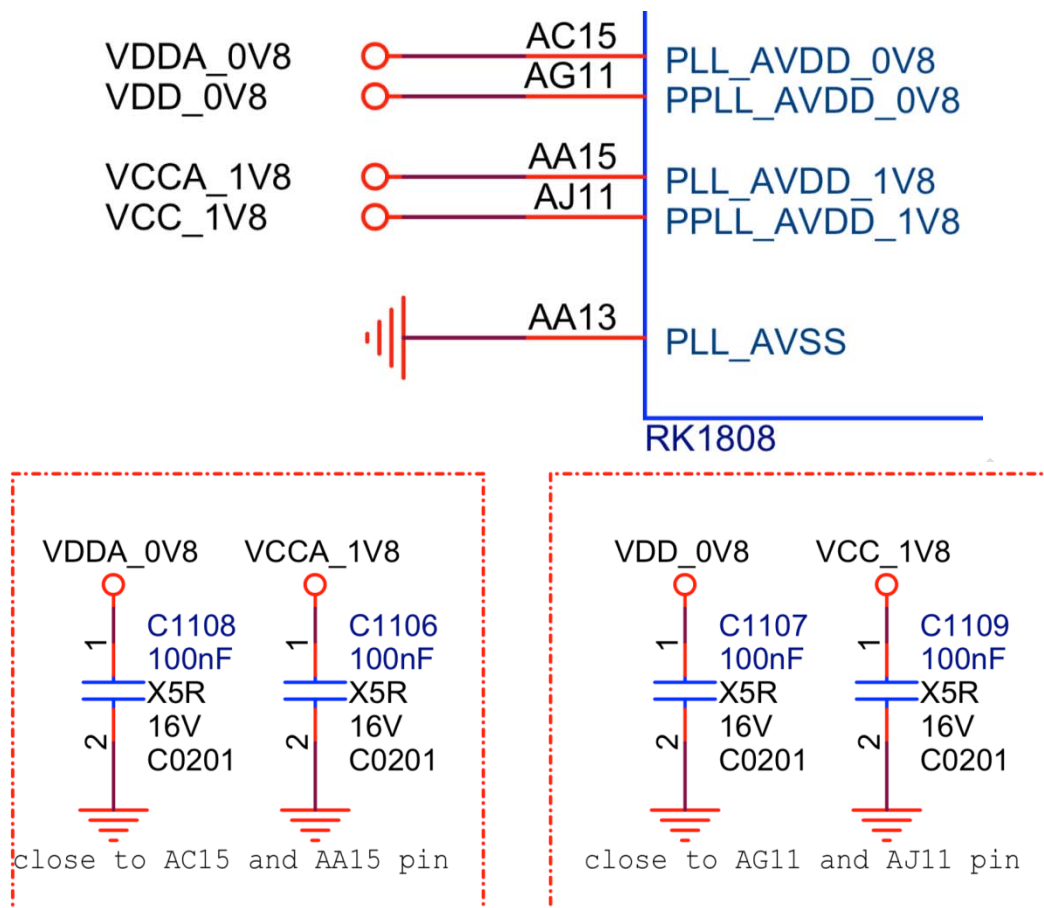 VDDA_0V8
AC15
PLL_AVDD_0V8
VDD_0V8
AG11
PPLL_AVDD_0V8
VCCA_1V8
AA15
PLL_AVDD_1V8
VCC_1V8
AJ11
PPLL_AVDD_1V8
AA13
PLL_AVSS
RK1808
VDDA_0V8
1
C1108
100nF
X5R
16V
2
C0201
VCCA_1V8
1
C1106
100nF
X5R
16V
2
C0201
close to AC15 and AA15 pin
VDD_0V8
1
C1107
100nF
X5R
16V
2
C0201
VCC_1V8
1
C1109
100nF
X5R
16V
2
C0201
close to AG11 and AJ11 pin